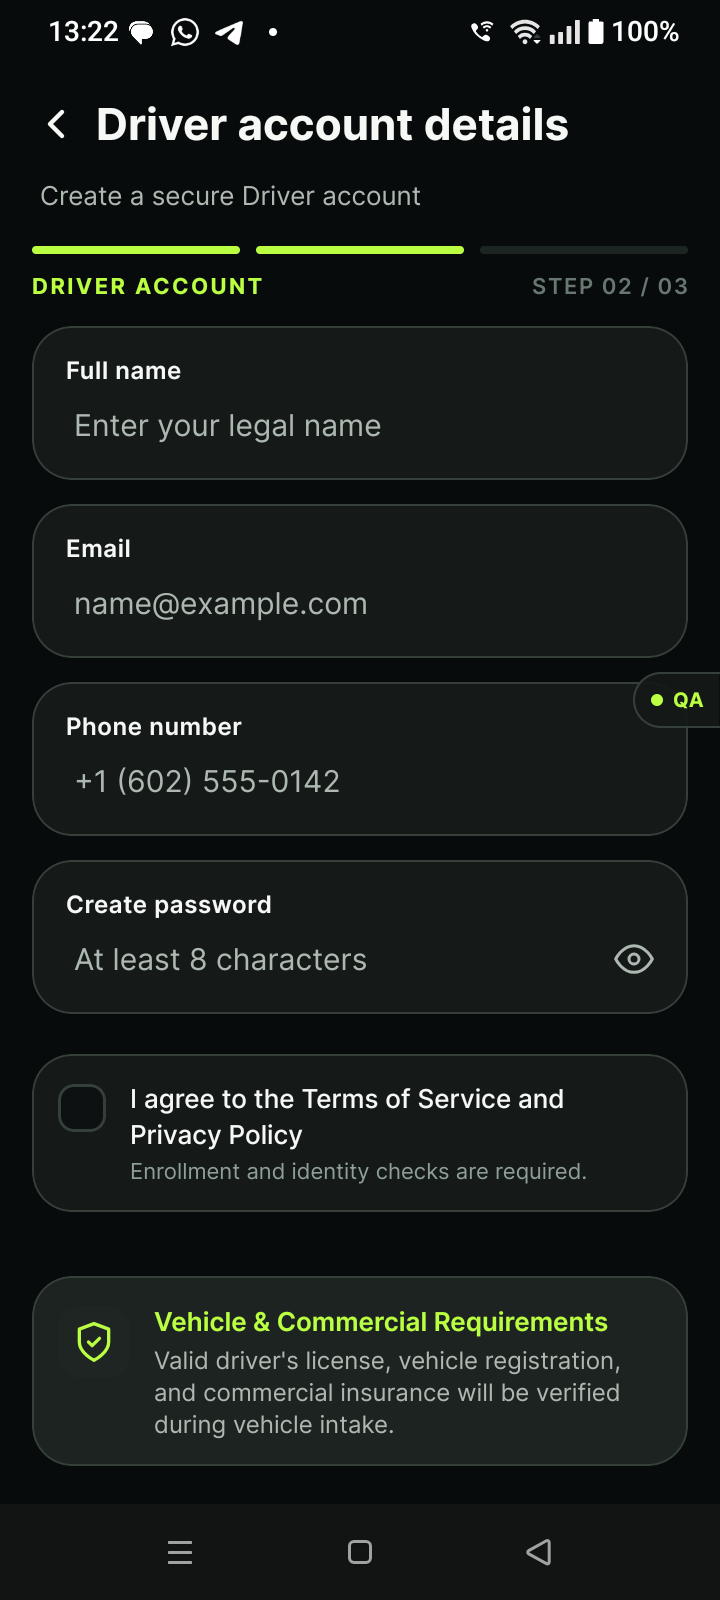 13:22
100%
Driver account details
Create a secure Driver account
DRIVER ACCOUNT
STEP 02 / 03
Full name
Enter your legal name
Email
name@example.com
QA
Phone number
+1 (602) 555-0142
Create password
At least 8 characters
I agree to the Terms of Service and
Privacy Policy
Enrollment and identity checks are required.
Vehicle & Commercial Requirements
Valid driver's license, vehicle registration,
and commercial insurance will be verified
during vehicle intake.